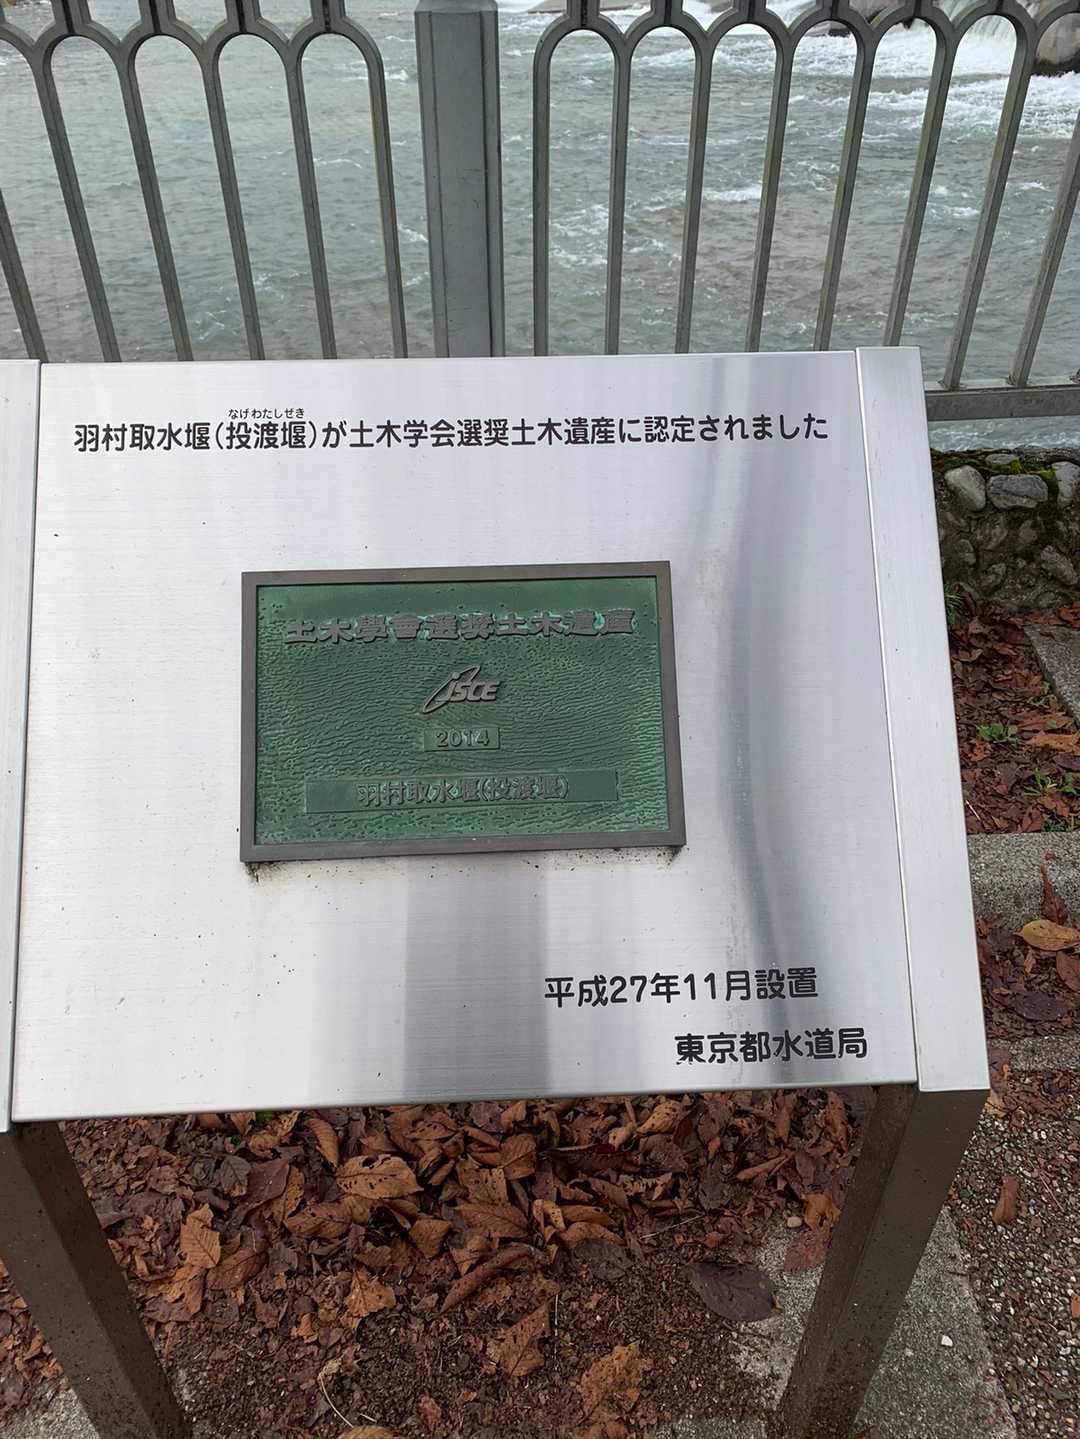 なげわたしぜき
羽村取水堰(投渡堰)が土木学会選奨土木遺産に認定されました
土木學會選奨土木遺産
JSCE
2014
羽村取水堰(投渡堰)
平成27年11月設置
東京都水道局